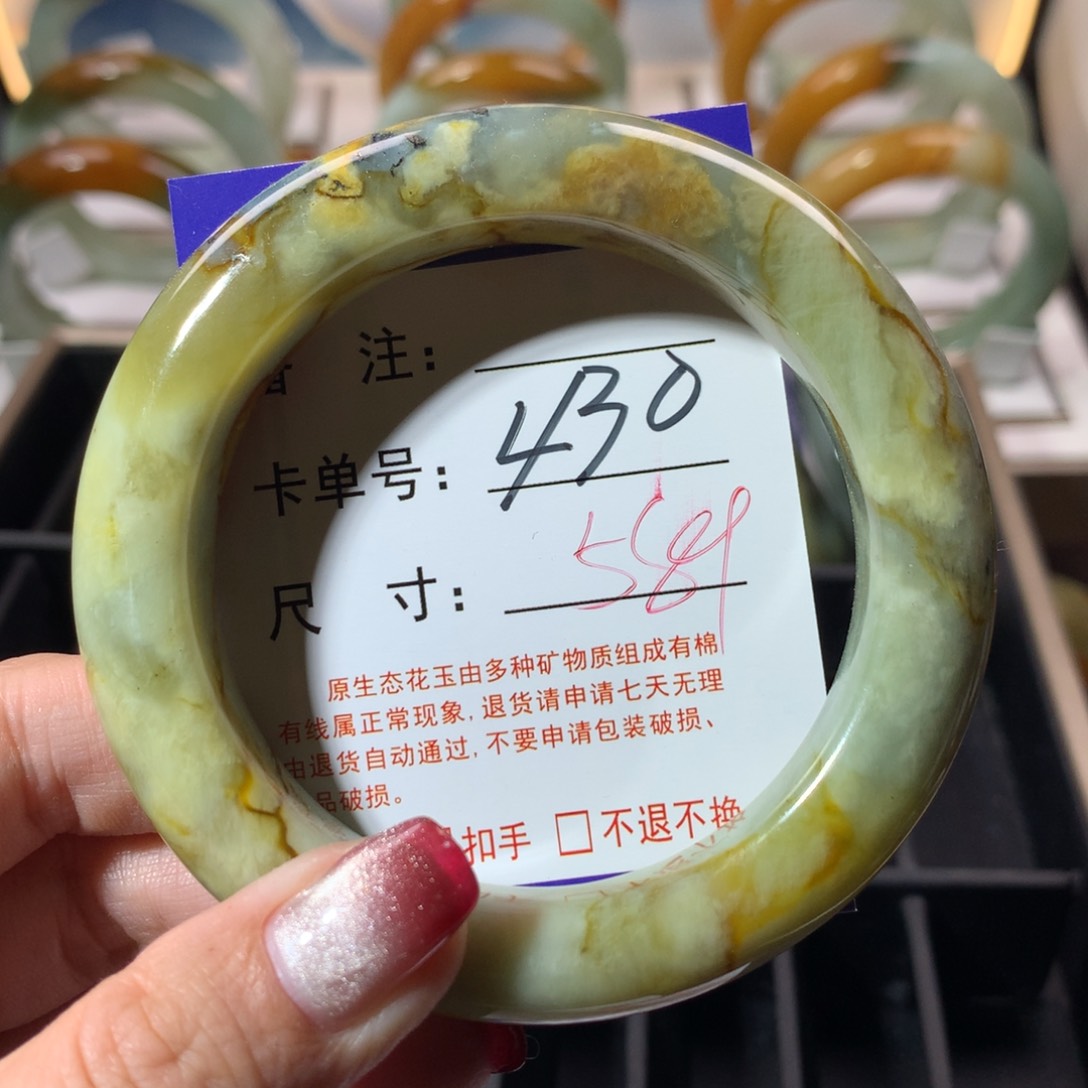 备 注：
卡单号：430
尺 寸：589
原生态花玉由多种矿物质组成有棉
有线属正常现象，退货请申请七天无理
由退货自动通过，不要申请包装破损、
品破损。
扣手 □不退不换